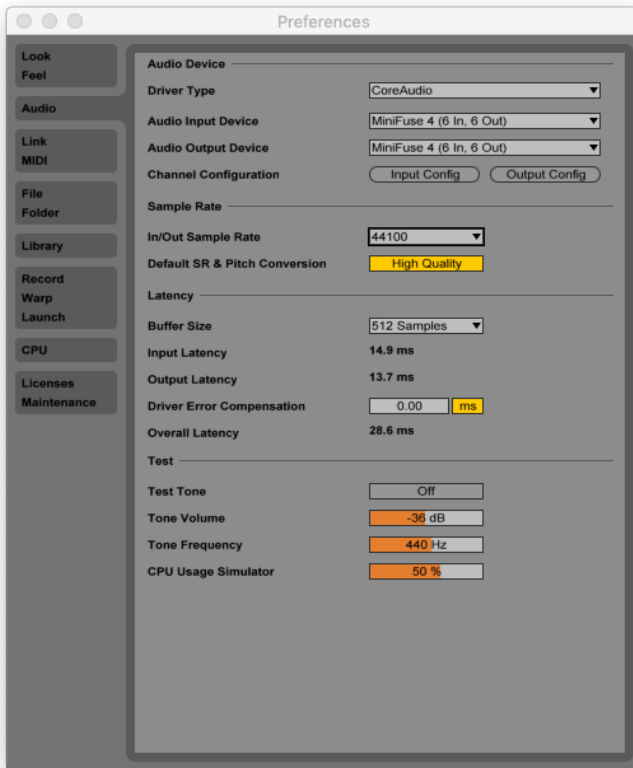 Preferences
Look
Feel
Audio
Link
MIDI
File
Folder
Library
Record
Warp
Launch
CPU
Licenses
Maintenance
Audio Device
Driver Type CoreAudio
Audio Input Device MiniFuse 4 (6 In, 6 Out)
Audio Output Device MiniFuse 4 (6 In, 6 Out)
Channel Configuration Input Config Output Config
Sample Rate
In/Out Sample Rate 44100
Default SR & Pitch Conversion High Quality
Latency
Buffer Size 512 Samples
Input Latency 14.9 ms
Output Latency 13.7 ms
Driver Error Compensation 0.00 ms
Overall Latency 28.6 ms
Test
Test Tone Off
Tone Volume -36 dB
Tone Frequency 440 Hz
CPU Usage Simulator 50 %